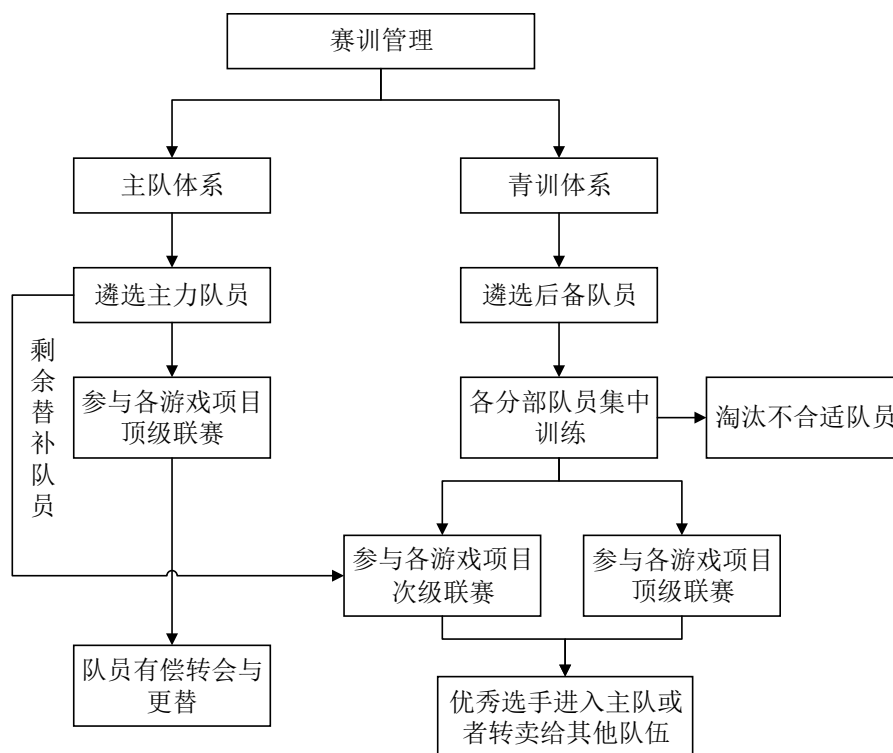 赛训管理
主队体系
青训体系
遴选主力队员
遴选后备队员
剩余替补队员
参与各游戏项目
顶级联赛
各分部队员集中
训练
淘汰不合适队员
参与各游戏项目
次级联赛
参与各游戏项目
顶级联赛
队员有偿转会与
更替
优秀选手进入主队或
者转卖给其他队伍